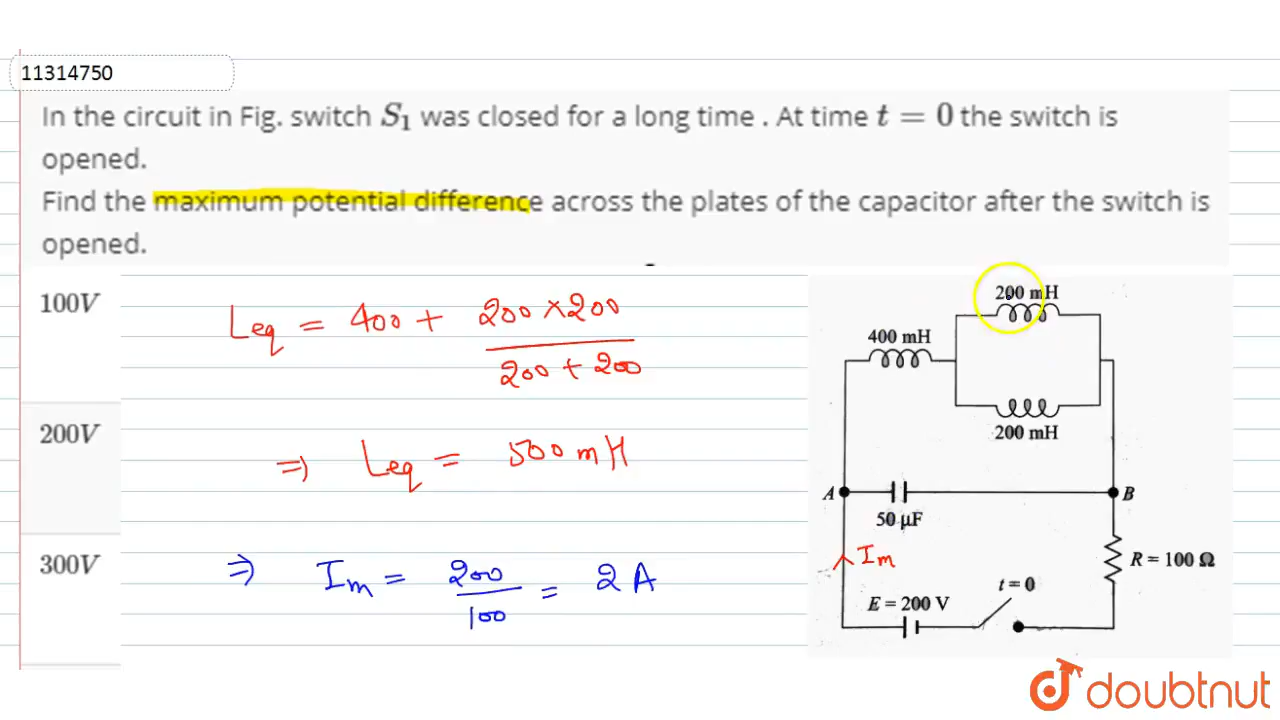 11314750
In the circuit in Fig. switch S₁ was closed for a long time . At time t = 0 the switch is
opened.
Find the maximum potential difference across the plates of the capacitor after the switch is
opened.
100V
200V
300V
Leq = 400 + 200 × 200 / 200 + 200
⇒ Leq = 500 mH
⇒ Im = 200 / 100 = 2 A
200 mH
400 mH
200 mH
A
B
50 μF
Im
R = 100 Ω
t = 0
E = 200 V
doubtnut